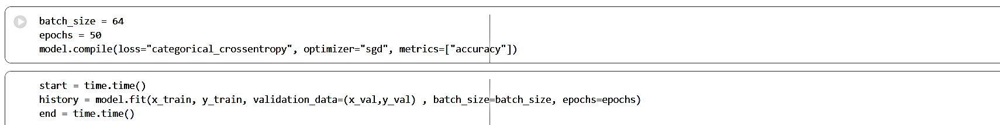 batch_size = 64
epochs = 50
model.compile(loss="categorical_crossentropy", optimizer="sgd", metrics=["accuracy"])
start = time.time()
history = model.fit(x_train, y_train, validation_data=(x_val,y_val) , batch_size=batch_size, epochs=epochs)
end = time.time()